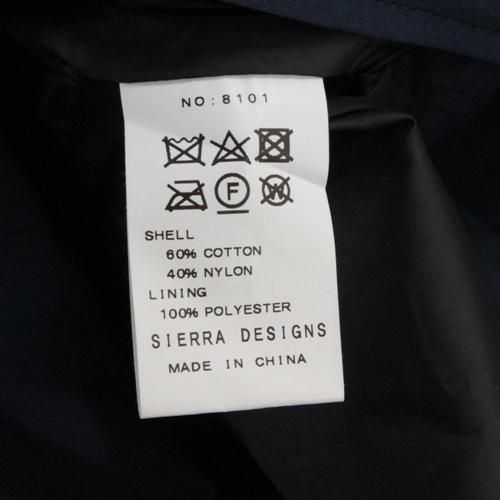 NO:8101
F
W
SHELL
60% COTTON
40% NYLON
LINING
100% POLYESTER
SIERRA DESIGNS
MADE IN CHINA